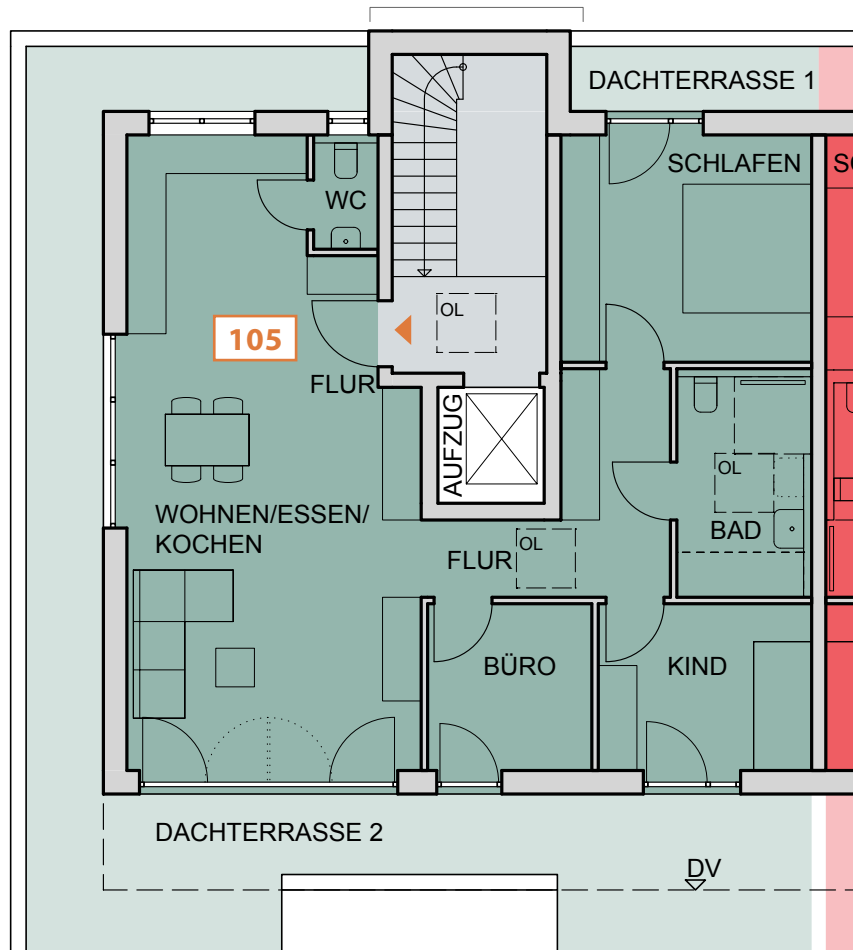 DACHTERRASSE 1
SCHLAFEN
WC
OL
105
FLUR
AUFZUG
OL
WOHNEN/ESSEN/
KOCHEN
BAD
FLUR
OL
BÜRO
KIND
DACHTERRASSE 2
DV